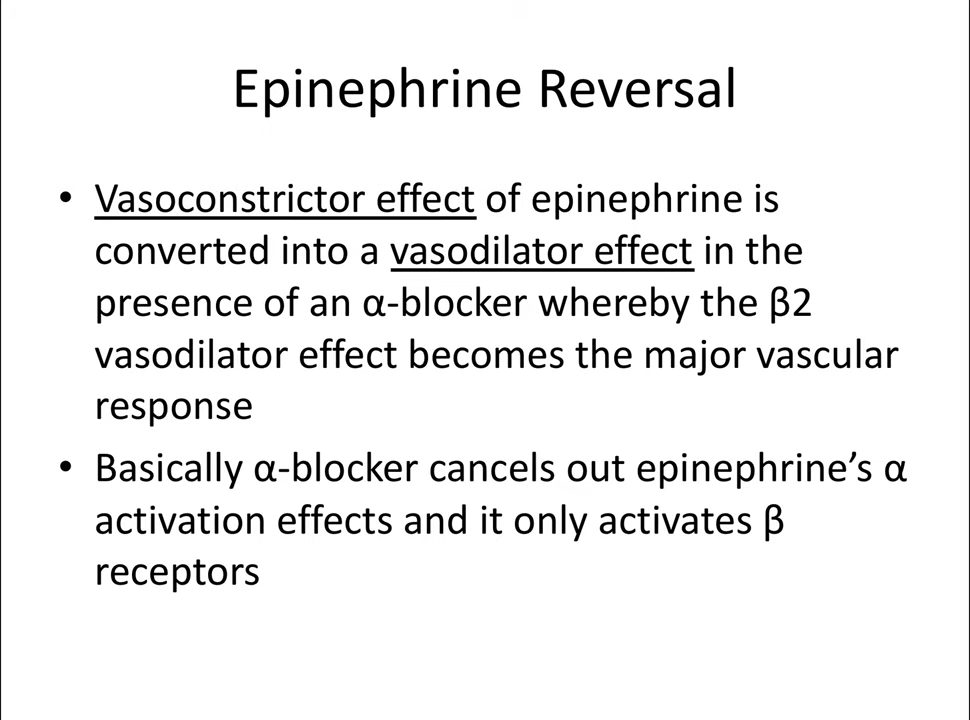 Epinephrine Reversal
• Vasoconstrictor effect of epinephrine is
converted into a vasodilator effect in the
presence of an α-blocker whereby the β2
vasodilator effect becomes the major vascular
response
• Basically α-blocker cancels out epinephrine’s α
activation effects and it only activates β
receptors